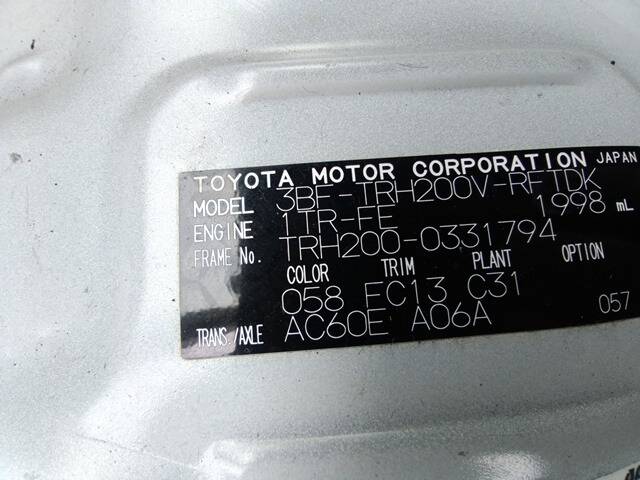 TOYOTA MOTOR CORPORATION JAPAN
MODEL 3BF-TRH200V-RFTDK
ENGINE 1TR-FE 1998 mL
FRAME No. TRH200-0331794
COLOR TRIM PLANT OPTION
058 FC13 C31
TRANS./AXLE AC60E A06A 057